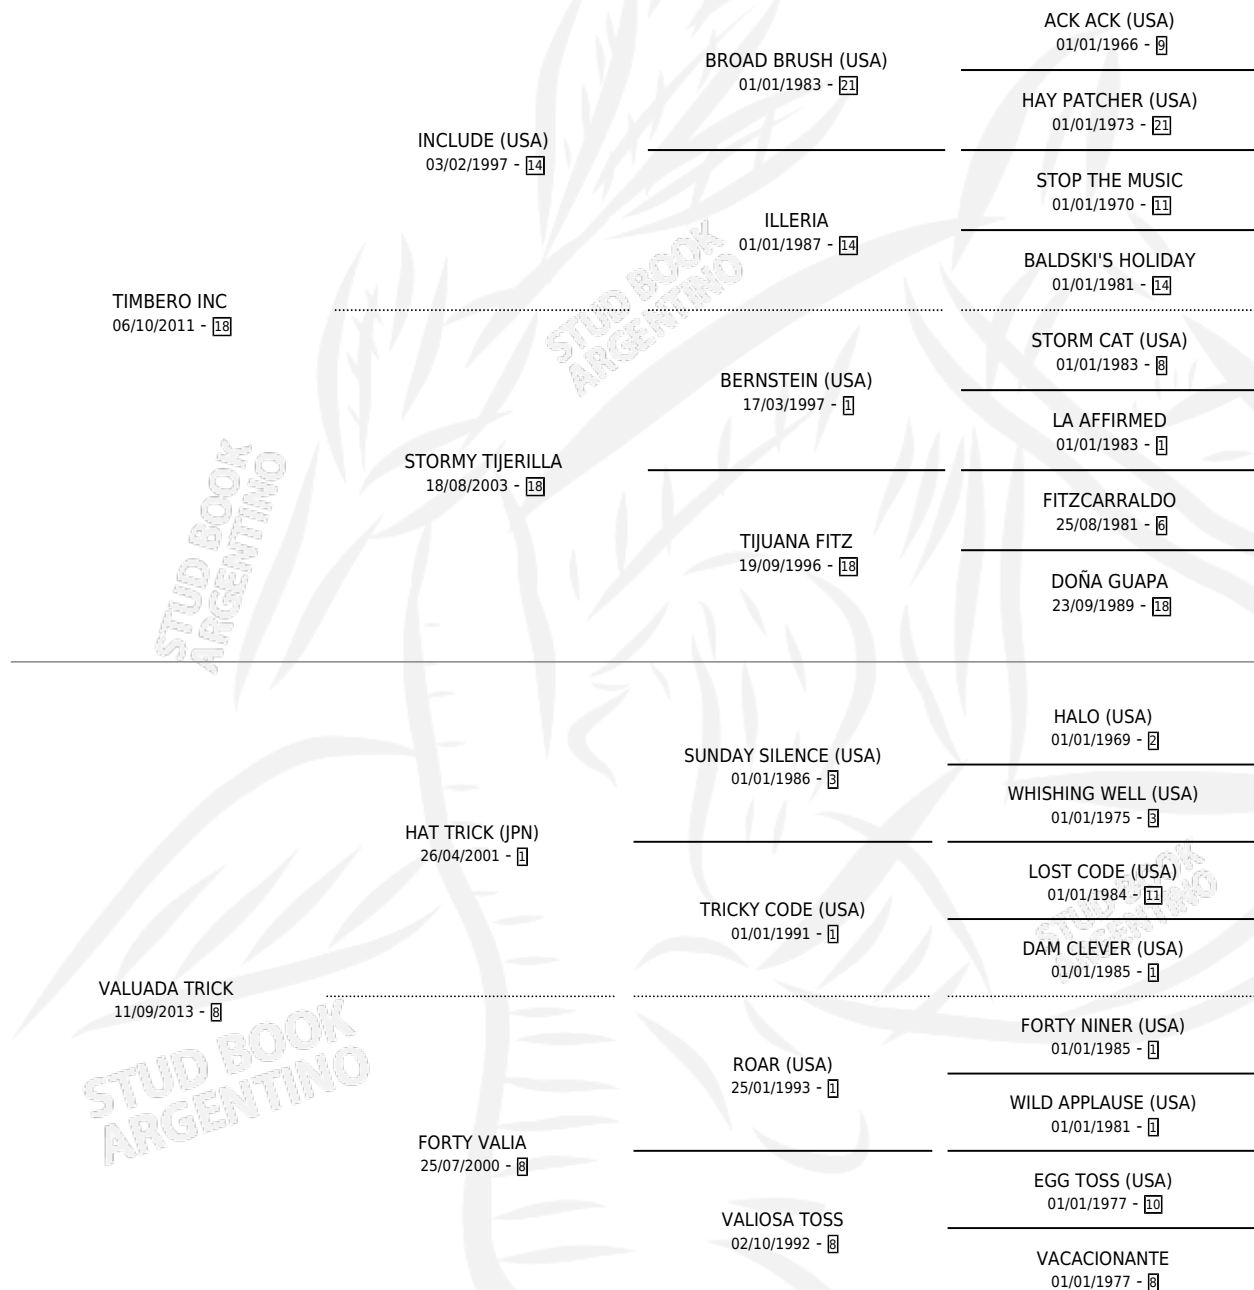 TIMBERO INC
06/10/2011 - 18
INCLUDE (USA)
03/02/1997 - 14
BROAD BRUSH (USA)
01/01/1983 - 21
ACK ACK (USA)
01/01/1966 - 9
HAY PATCHER (USA)
01/01/1973 - 21
ILLERIA
01/01/1987 - 14
STOP THE MUSIC
01/01/1970 - 11
BALDSKI'S HOLIDAY
01/01/1981 - 14
STORMY TIJERILLA
18/08/2003 - 18
BERNSTEIN (USA)
17/03/1997 - 1
STORM CAT (USA)
01/01/1983 - 8
LA AFFIRMED
01/01/1983 - 1
TIJUANA FITZ
19/09/1996 - 18
FITZCARRALDO
25/08/1981 - 6
DOÑA GUAPA
23/09/1989 - 18
VALUADA TRICK
11/09/2013 - 8
HAT TRICK (JPN)
26/04/2001 - 1
SUNDAY SILENCE (USA)
01/01/1986 - 3
HALO (USA)
01/01/1969 - 2
WHISHING WELL (USA)
01/01/1975 - 3
TRICKY CODE (USA)
01/01/1991 - 1
LOST CODE (USA)
01/01/1984 - 11
DAM CLEVER (USA)
01/01/1985 - 1
FORTY VALIA
25/07/2000 - 8
ROAR (USA)
25/01/1993 - 1
FORTY NINER (USA)
01/01/1985 - 1
WILD APPLAUSE (USA)
01/01/1981 - 1
VALIOSA TOSS
02/10/1992 - 8
EGG TOSS (USA)
01/01/1977 - 10
VACACIONANTE
01/01/1977 - 8
STUD BOOK
ARGENTINO
STUD BOOK
ARGENTINO
STUD BOOK
ARGENTINO
STUD BOOK
ARGENTINO